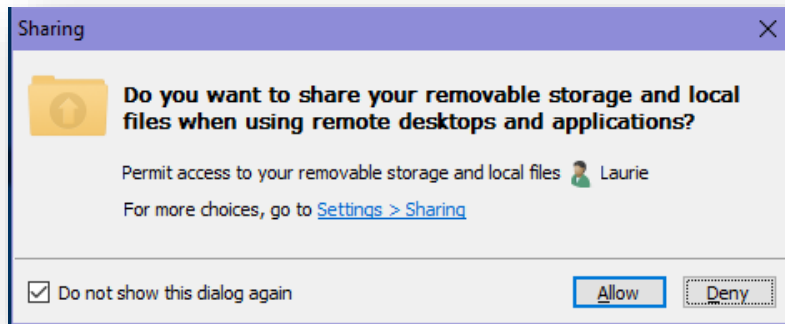 Sharing
Do you want to share your removable storage and local
files when using remote desktops and applications?
Permit access to your removable storage and local files Laurie
For more choices, go to Settings > Sharing
Do not show this dialog again
Allow Deny